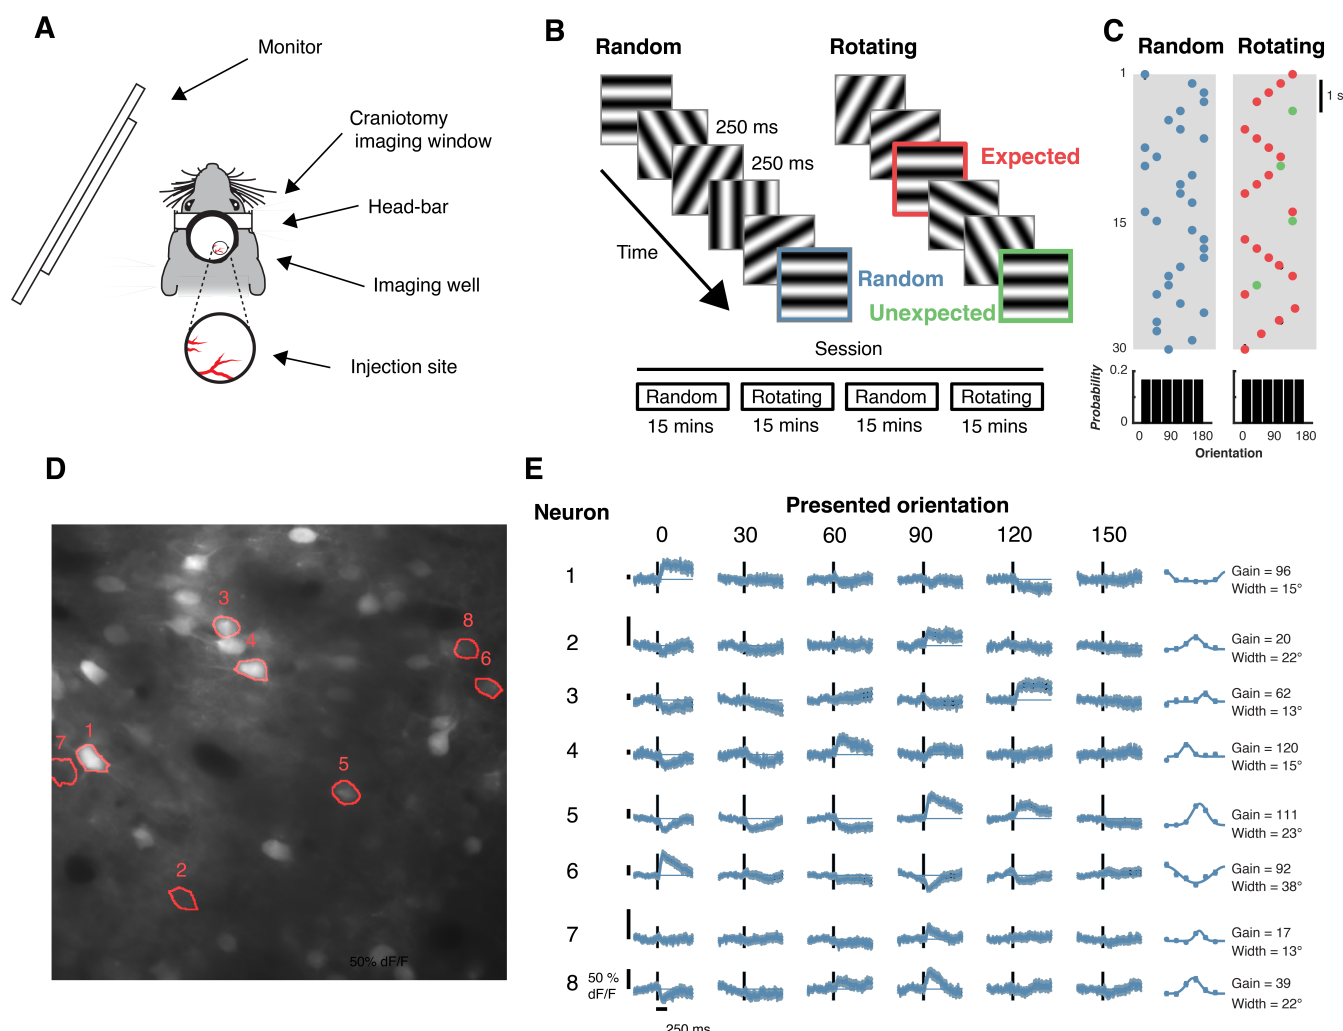 A
Monitor
Craniotomy
imaging window
Head-bar
Imaging well
Injection site
B
Random
Rotating
250 ms
250 ms
Expected
Time
Random
Unexpected
Session
Random
Rotating
Random
Rotating
15 mins
15 mins
15 mins
15 mins
C
Random
Rotating
1
1 s
15
30
0.2
Probability
0
0
90
180
0
90
180
Orientation
D
3
4
8
6
1
7
5
2
50% dF/F
E
Neuron
Presented orientation
0
30
60
90
120
150
1
Gain = 96
Width = 15°
2
Gain = 20
Width = 22°
3
Gain = 62
Width = 13°
4
Gain = 120
Width = 15°
5
Gain = 111
Width = 23°
6
Gain = 92
Width = 38°
7
Gain = 17
Width = 13°
8
50 %
dF/F
Gain = 39
Width = 22°
250 ms